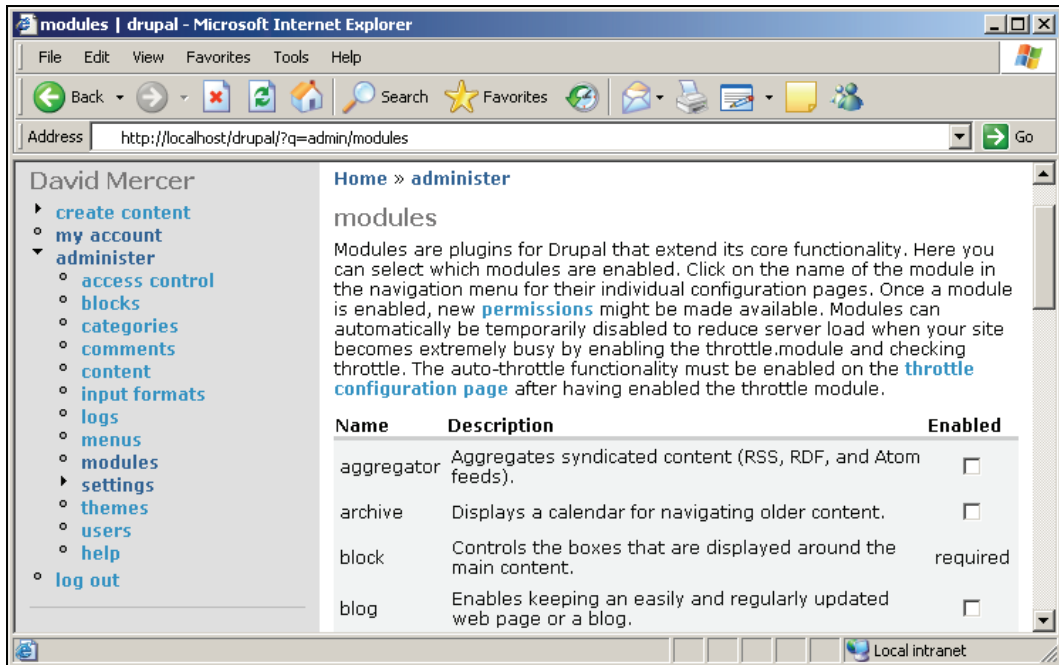 modules | drupal - Microsoft Internet Explorer
File Edit View Favorites Tools Help
Back Search Favorites
Address http://localhost/drupal/?q=admin/modules Go
David Mercer
create content
my account
administer
access control
blocks
categories
comments
content
input formats
logs
menus
modules
settings
themes
users
help
log out
Home » administer
modules
Modules are plugins for Drupal that extend its core functionality. Here you
can select which modules are enabled. Click on the name of the module in
the navigation menu for their individual configuration pages. Once a module
is enabled, new permissions might be made available. Modules can
automatically be temporarily disabled to reduce server load when your site
becomes extremely busy by enabling the throttle.module and checking
throttle. The auto-throttle functionality must be enabled on the throttle
configuration page after having enabled the throttle module.
Name Description Enabled
aggregator Aggregates syndicated content (RSS, RDF, and Atom
feeds).
archive Displays a calendar for navigating older content.
block Controls the boxes that are displayed around the
main content. required
blog Enables keeping an easily and regularly updated
web page or a blog.
Local intranet